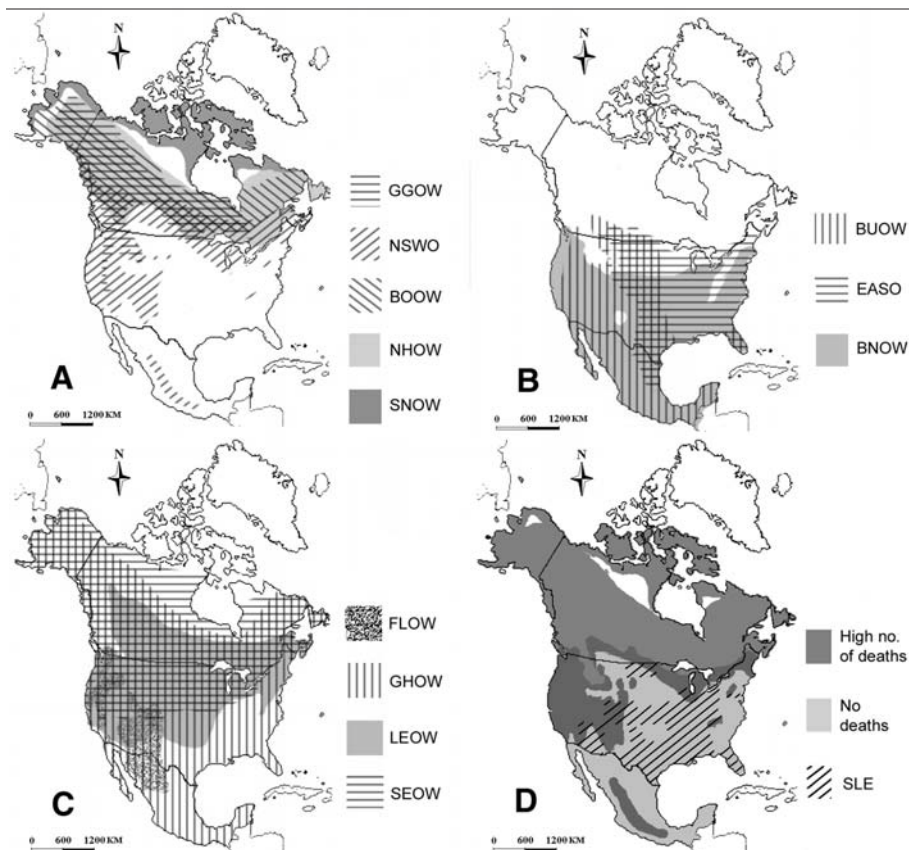 N
GGOW
NSWO
BOOW
NHOW
SNOW
A
0 600 1200 KM
N
BUOW
EASO
BNOW
B
0 600 1200 KM
N
FLOW
GHOW
LEOW
SEOW
C
0 600 1200 KM
N
High no.
of deaths
No
deaths
SLE
D
0 600 1200 KM